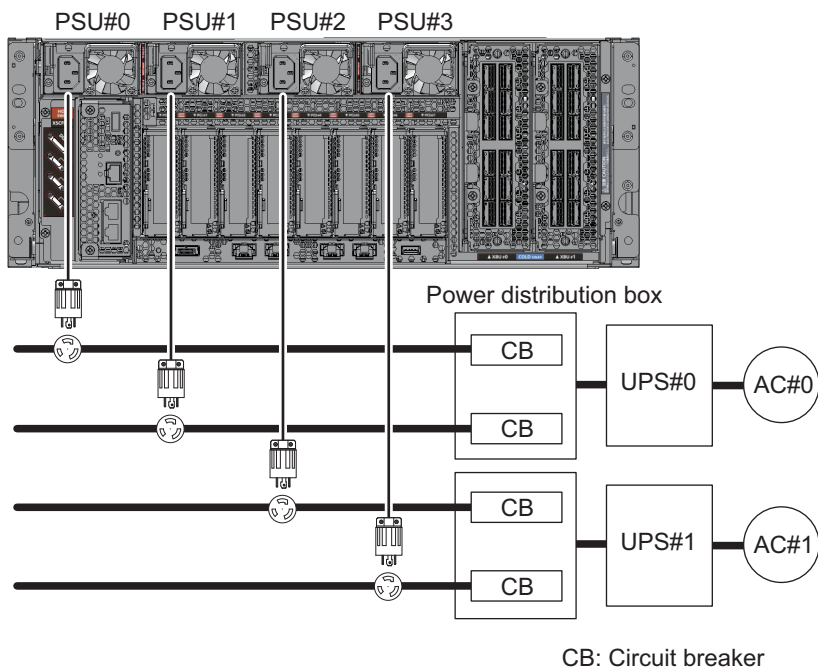 PSU#0 PSU#1 PSU#2 PSU#3
Power distribution box
CB
UPS#0
AC#0
CB
CB
UPS#1
AC#1
CB
CB: Circuit breaker